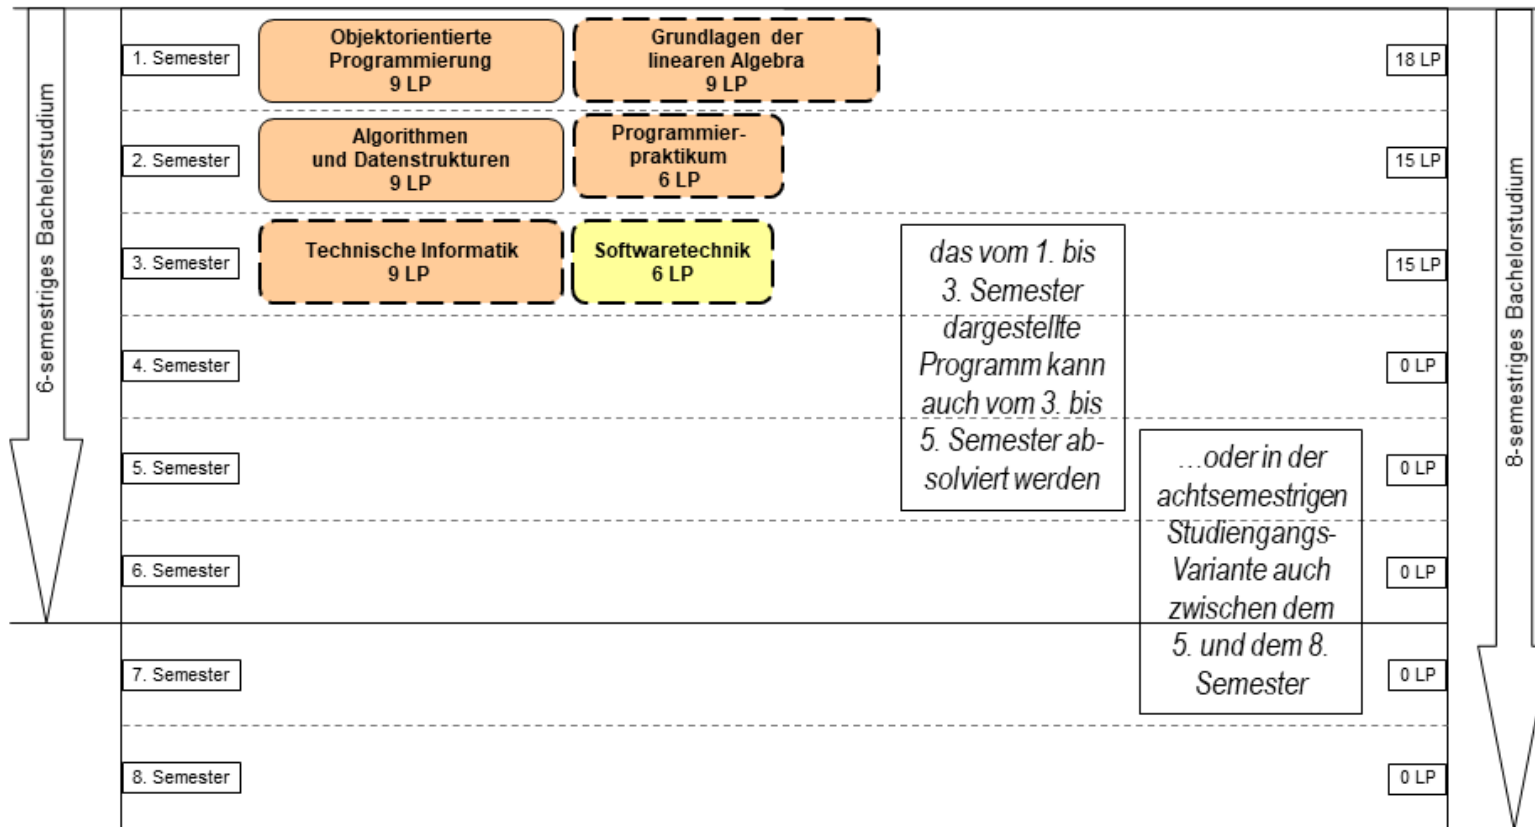 6-semestriges Bachelorstudium
1. Semester
Objektorientierte
Programmierung
9 LP
Grundlagen der
linearen Algebra
9 LP
18 LP
2. Semester
Algorithmen
und Datenstrukturen
9 LP
Programmier-
praktikum
6 LP
15 LP
3. Semester
Technische Informatik
9 LP
Softwaretechnik
6 LP
15 LP
das vom 1. bis
3. Semester
dargestellte
Programm kann
auch vom 3. bis
5. Semester ab-
solviert werden
4. Semester
0 LP
5. Semester
0 LP
...oder in der
achtsemestrigen
Studiengangs-
Variante auch
zwischen dem
5. und dem 8.
Semester
6. Semester
0 LP
7. Semester
0 LP
8. Semester
0 LP
8-semestriges Bachelorstudium